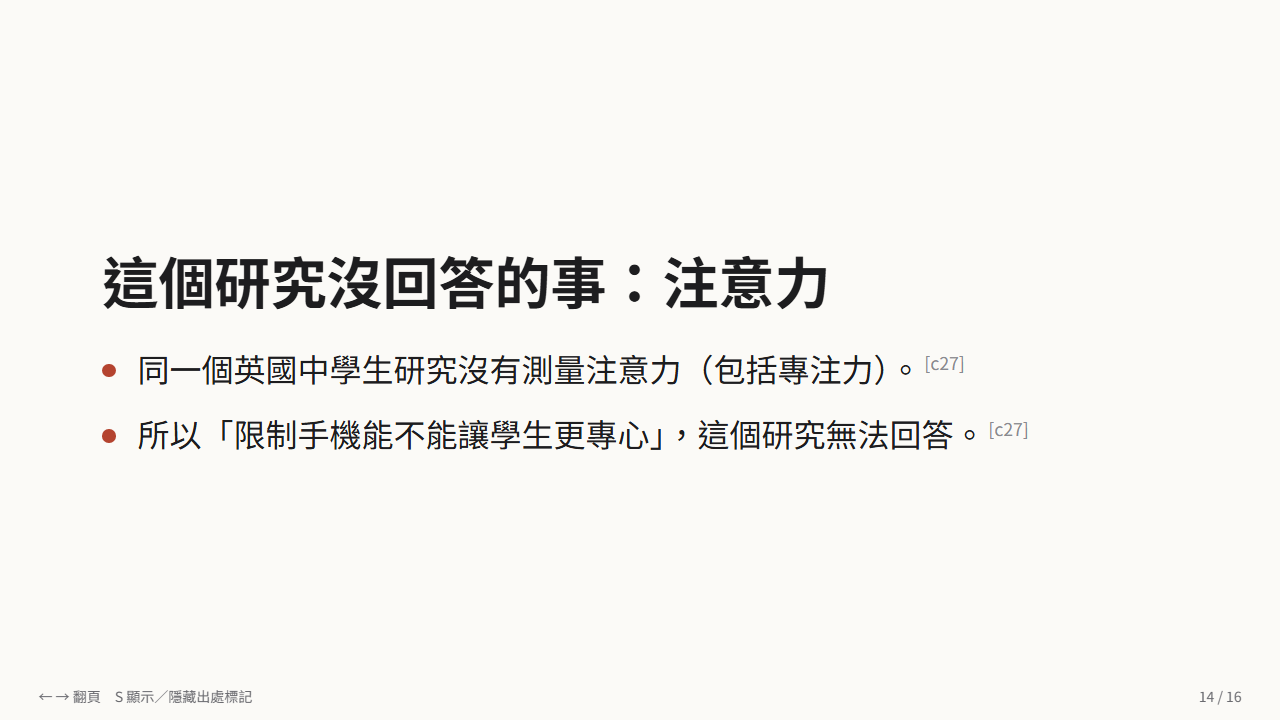 這個研究沒回答的事：注意力
同一個英國中學生研究沒有測量注意力（包括專注力）。[c27]
所以「限制手機能不能讓學生更專心」，這個研究無法回答。[c27]
←→ 翻頁　S 顯示／隱藏出處標記
14 / 16